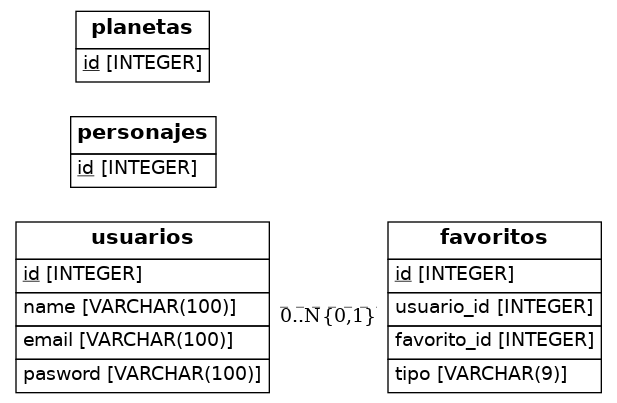 planetas
id [INTEGER]
personajes
id [INTEGER]
usuarios
id [INTEGER]
name [VARCHAR(100)]
email [VARCHAR(100)]
pasword [VARCHAR(100)]
0..N {0,1}
favoritos
id [INTEGER]
usuario_id [INTEGER]
favorito_id [INTEGER]
tipo [VARCHAR(9)]